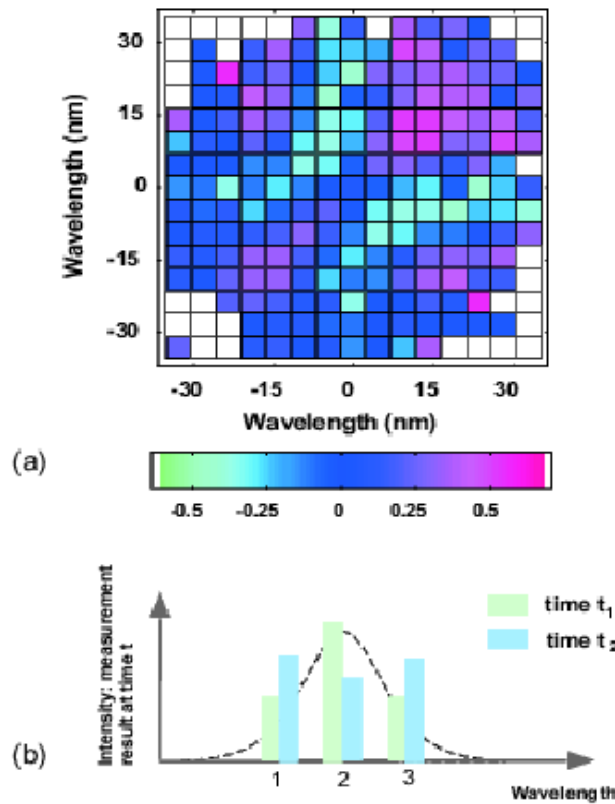 30
15
0
-15
-30
Wavelength (nm)
-30 -15 0 15 30
Wavelength (nm)
(a)
-0.5 -0.25 0 0.25 0.5
Intensity: measurement
result at time t
time t1
time t2
(b)
1 2 3
Wavelength